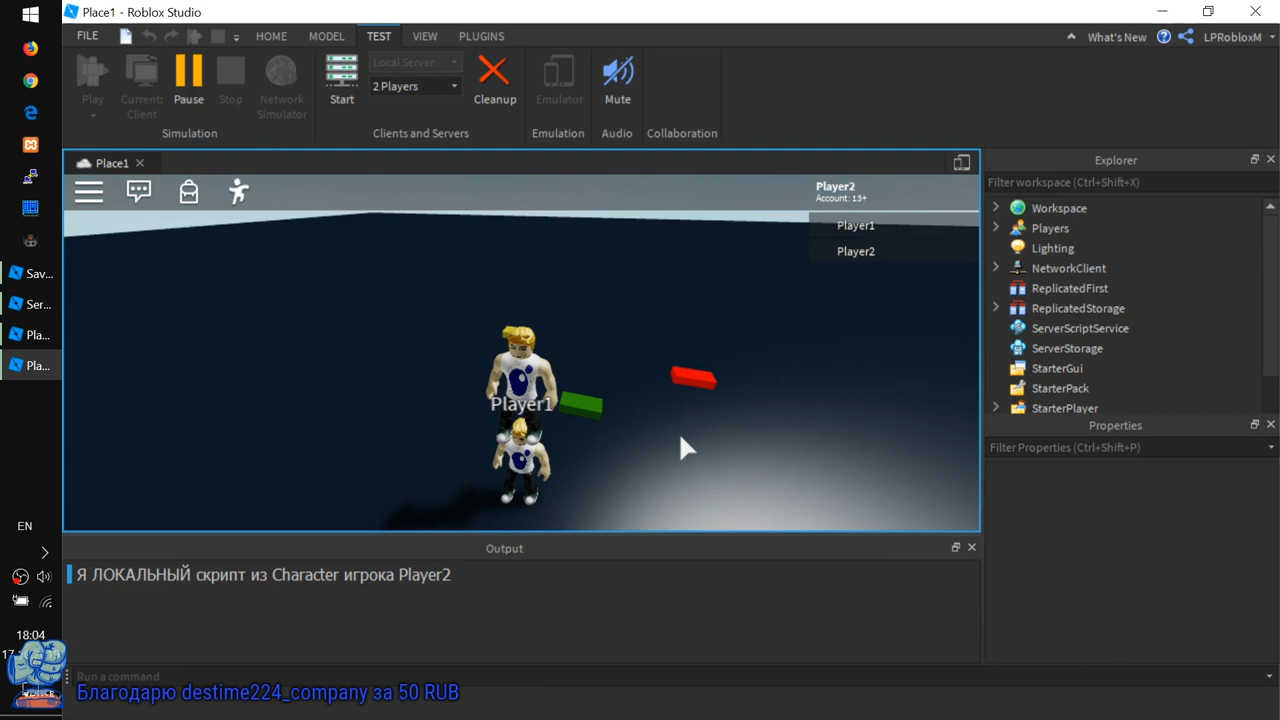 Place1 - Roblox Studio
FILE
HOME
MODEL
TEST
VIEW
PLUGINS
What's New
LPRobloxM
Play
Current:
Client
Pause
Stop
Network
Simulator
Simulation
Start
Local Server
2 Players
Cleanup
Clients and Servers
Emulator
Emulation
Mute
Audio
Collaboration
Place1
Player2
Account: 13+
Player1
Player2
Player1
Explorer
Filter workspace (Ctrl+Shift+X)
Workspace
Players
Lighting
NetworkClient
ReplicatedFirst
ReplicatedStorage
ServerScriptService
ServerStorage
StarterGui
StarterPack
StarterPlayer
Properties
Filter Properties (Ctrl+Shift+P)
Output
Я ЛОКАЛЬНЫЙ скрипт из Character игрока Player2
Run a command
Благодарю destime224_company за 50 RUB
Sav...
Ser...
Pla...
Pla...
EN
18:04